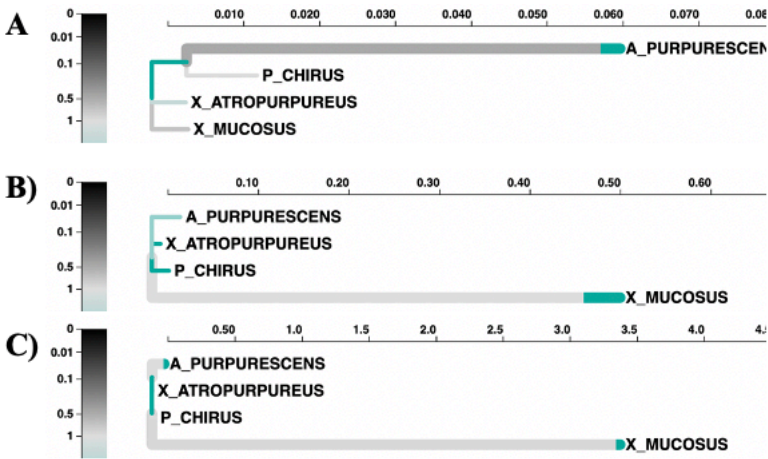 A
0 0.010 0.020 0.030 0.040 0.050 0.060 0.070 0.08
0.01
0.1
0.5
1
A_PURPURESCEN
P_CHIRUS
X_ATROPURPUREUS
X_MUCOSUS
B)
0 0.10 0.20 0.30 0.40 0.50 0.60
0.01
0.1
0.5
1
A_PURPURESCENS
X_ATROPURPUREUS
P_CHIRUS
X_MUCOSUS
C)
0 0.50 1.0 1.5 2.0 2.5 3.0 3.5 4.0 4.5
0.01
0.1
0.5
1
A_PURPURESCENS
X_ATROPURPUREUS
P_CHIRUS
X_MUCOSUS